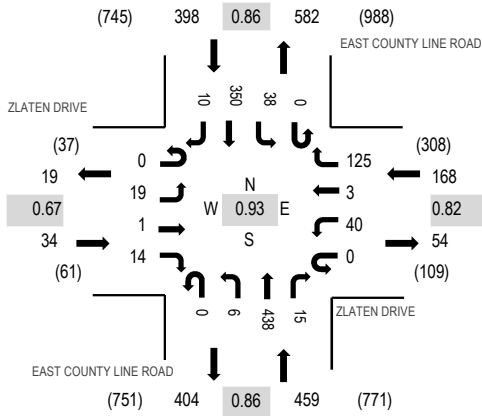 (745) 398 0.86 582 (988)
EAST COUNTY LINE ROAD
ZLATEN DRIVE
10 350 38 0
(37) (308)
0 125
19 168
19 3
N
0.67 W 0.93 E 0.82
S
1 40
34 54
14 0
(61) (109)
0 6 438 15
ZLATEN DRIVE
EAST COUNTY LINE ROAD
(751) 404 0.86 459 (771)